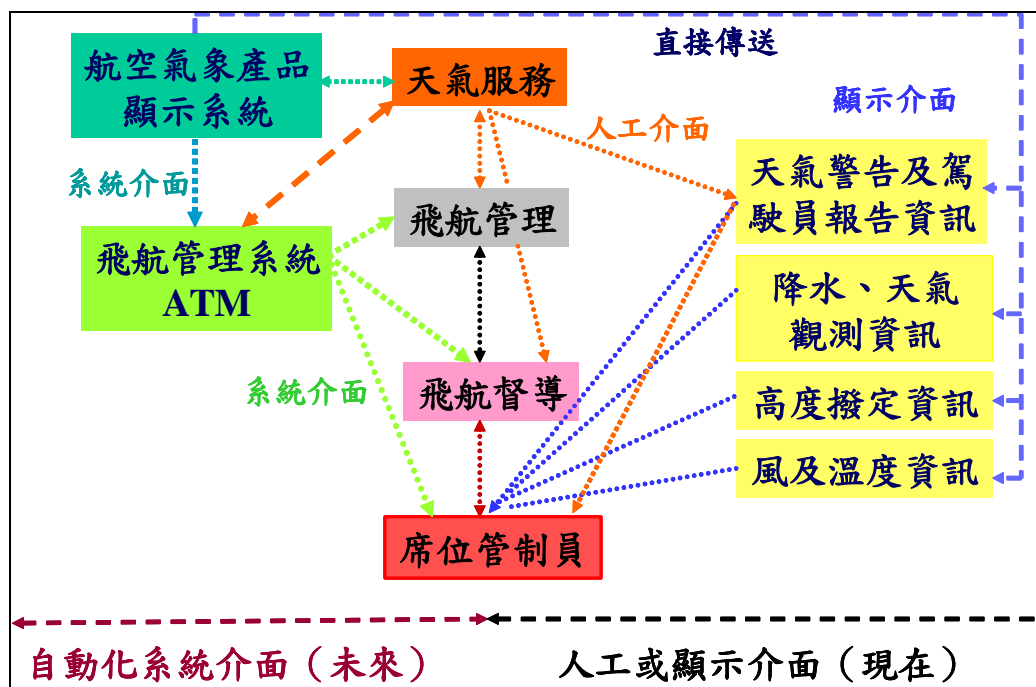 直接傳送
航空氣象產品
顯示系統
天氣服務
顯示介面
人工介面
系統介面
天氣警告及駕
駛員報告資訊
飛航管理
飛航管理系統
ATM
降水、天氣
觀測資訊
系統介面
飛航督導
高度撥定資訊
風及溫度資訊
席位管制員
自動化系統介面（未來）
人工或顯示介面（現在）